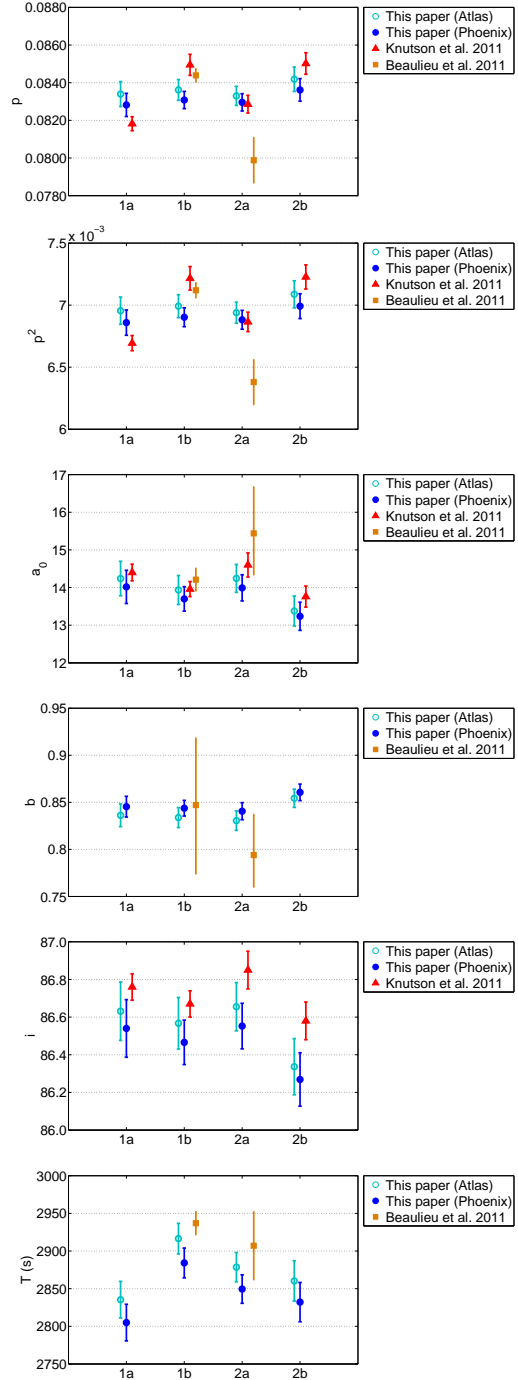 0.0880
0.0860
0.0840
0.0820
0.0800
0.0780
p
1a 1b 2a 2b
This paper (Atlas)
This paper (Phoenix)
Knutson et al. 2011
Beaulieu et al. 2011
x 10⁻³
7.5
7
6.5
6
p²
1a 1b 2a 2b
This paper (Atlas)
This paper (Phoenix)
Knutson et al. 2011
Beaulieu et al. 2011
17
16
15
14
13
12
a₀
1a 1b 2a 2b
This paper (Atlas)
This paper (Phoenix)
Knutson et al. 2011
Beaulieu et al. 2011
0.95
0.9
0.85
0.8
0.75
b
1a 1b 2a 2b
This paper (Atlas)
This paper (Phoenix)
Beaulieu et al. 2011
87.0
86.8
86.6
86.4
86.2
86.0
i
1a 1b 2a 2b
This paper (Atlas)
This paper (Phoenix)
Knutson et al. 2011
3000
2950
2900
2850
2800
2750
T (s)
1a 1b 2a 2b
This paper (Atlas)
This paper (Phoenix)
Beaulieu et al. 2011